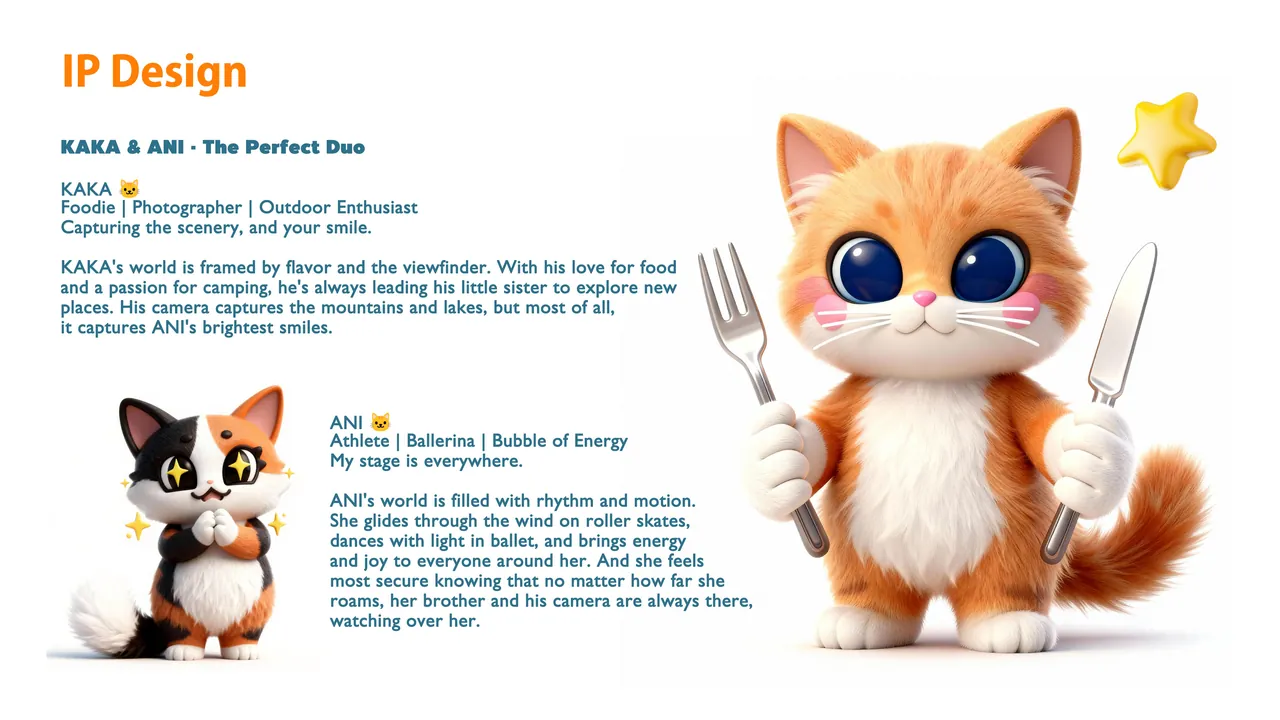 IP Design
KAKA & ANI · The Perfect Duo
KAKA 🐱
Foodie | Photographer | Outdoor Enthusiast
Capturing the scenery, and your smile.
KAKA's world is framed by flavor and the viewfinder. With his love for food
and a passion for camping, he's always leading his little sister to explore new
places. His camera captures the mountains and lakes, but most of all,
it captures ANI's brightest smiles.
ANI 🐱
Athlete | Ballerina | Bubble of Energy
My stage is everywhere.
ANI's world is filled with rhythm and motion.
She glides through the wind on roller skates,
dances with light in ballet, and brings energy
and joy to everyone around her. And she feels
most secure knowing that no matter how far she
roams, her brother and his camera are always there,
watching over her.